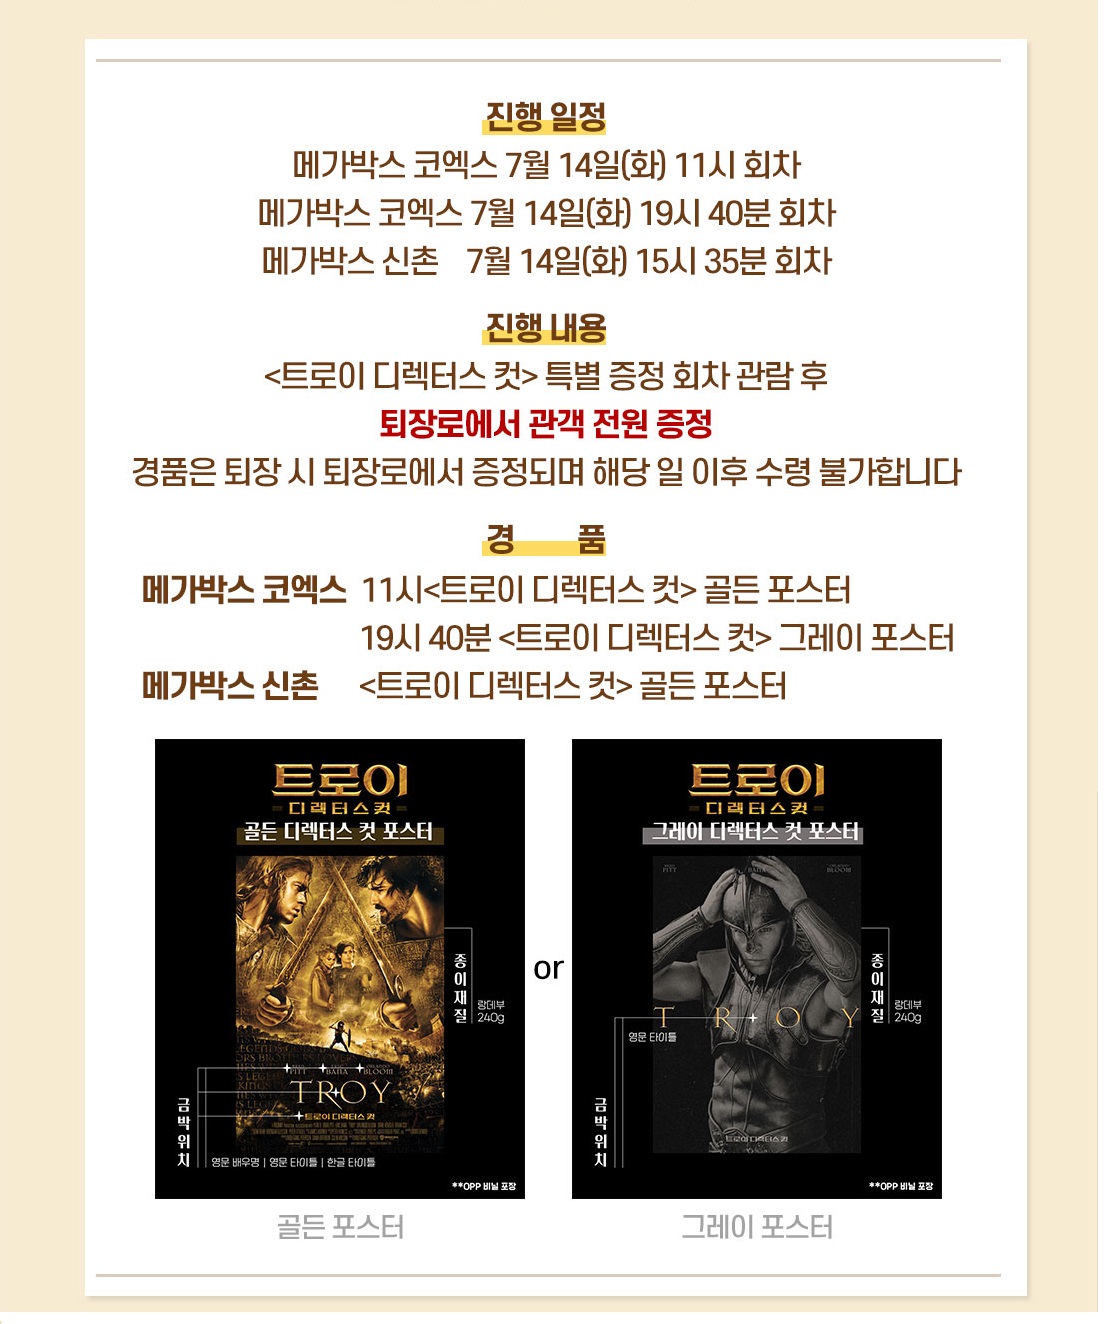 진행 일정
메가박스 코엑스 7월 14일(화) 11시 회차
메가박스 코엑스 7월 14일(화) 19시 40분 회차
메가박스 신촌 7월 14일(화) 15시 35분 회차
진행 내용
<트로이 디렉터스 컷> 특별 증정 회차 관람 후
퇴장로에서 관객 전원 증정
경품은 퇴장 시 퇴장로에서 증정되며 해당 일 이후 수령 불가합니다
경 품
메가박스 코엑스 11시<트로이 디렉터스 컷> 골든 포스터
19시 40분 <트로이 디렉터스 컷> 그레이 포스터
메가박스 신촌 <트로이 디렉터스 컷> 골든 포스터
트로이
디렉터스컷
골든 디렉터스 컷 포스터
종이재질
랑데부
240g
PITT BANA BLOOM
TROY
트로이 디렉터스 컷
금박위치
영문 배우명 | 영문 타이틀 | 한글 타이틀
**OPP 비닐 포장
골든 포스터
or
트로이
디렉터스컷
그레이 디렉터스 컷 포스터
PITT BANA BLOOM
종이재질
랑데부
240g
TROY
영문 타이틀
금박위치
트로이 디렉터스 컷
**OPP 비닐 포장
그레이 포스터